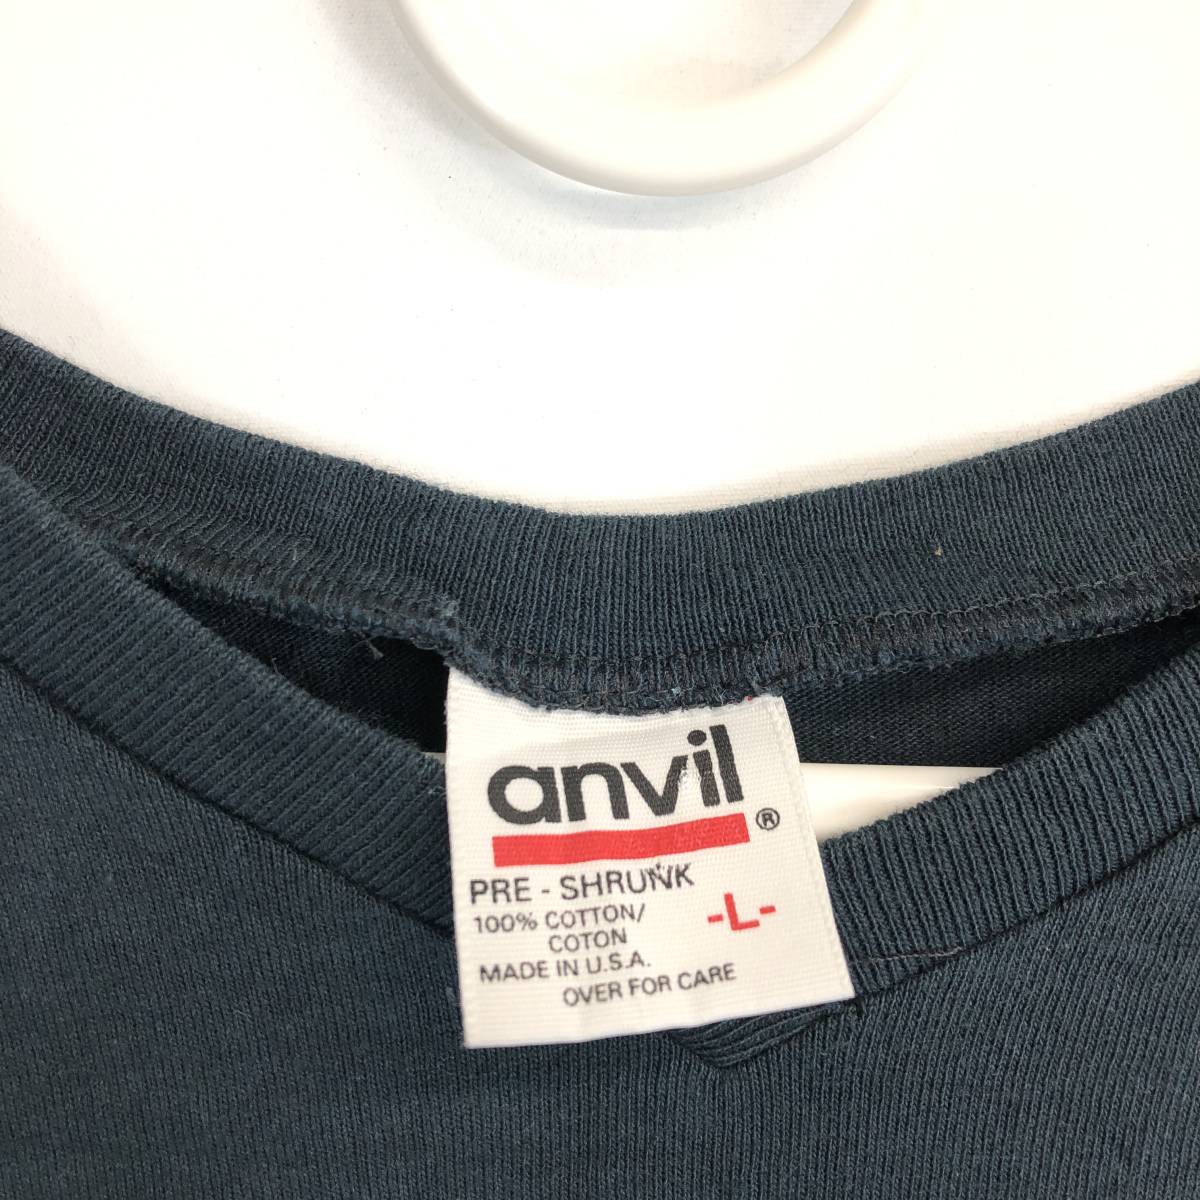 anvil ®
PRE - SHRUNK
100% COTTON/
COTON
-L-
MADE IN U.S.A.
OVER FOR CARE